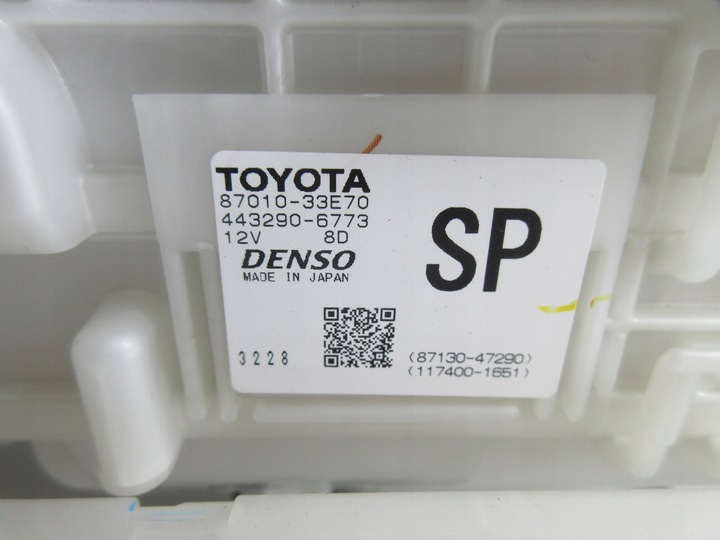 TOYOTA
87010-33E70
443290-6773
12V 8D
DENSO
MADE IN JAPAN
SP
3228
(87130-47290)
(117400-1651)